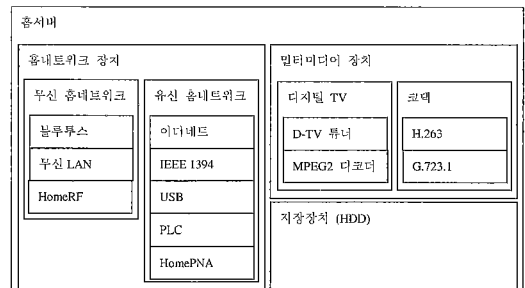 홈서버
홈네트워크 장치
무선 홈네트워크
블루투스
무선 LAN
HomeRF
유선 홈네트워크
이더네트
IEEE 1394
USB
PLC
HomePNA
멀티미디어 장치
디지털 TV
D-TV 튜너
MPEG2 디코더
코덱
H.263
G.723.1
저장장치 (HDD)